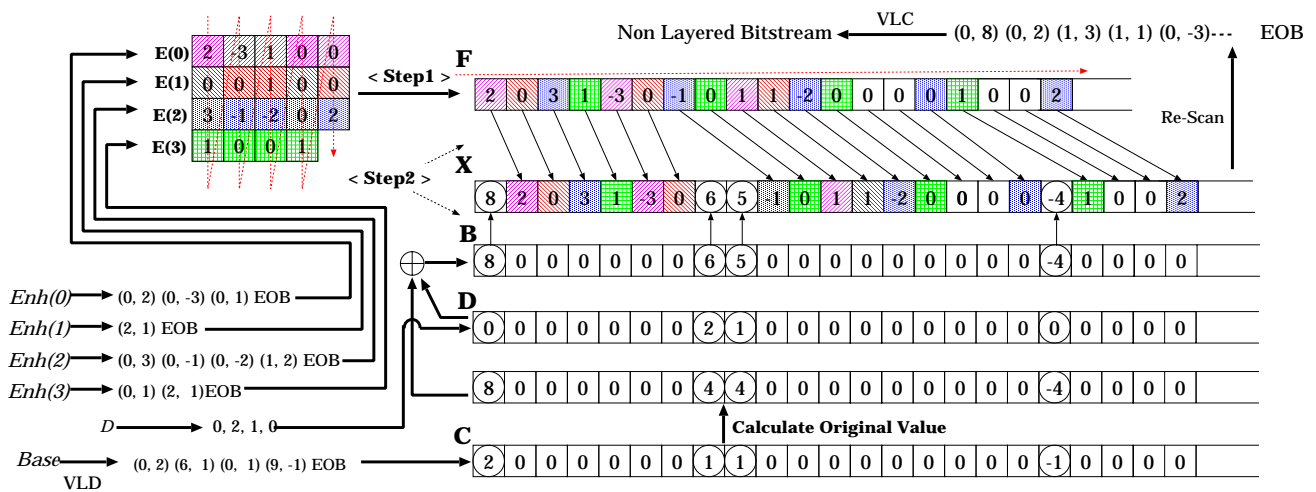 Non Layered Bitstream VLC (0, 8) (0, 2) (1, 3) (1, 1) (0, -3)--- EOB
E(0) 2 -3 1 0 0
E(1) 0 0 1 0 0
E(2) 3 -1 -2 0 2
E(3) 1 0 0 1
< Step1 >
F
2 0 3 1 -3 0 -1 0 1 1 -2 0 0 0 0 1 0 0 2
Re-Scan
< Step2 >
X
8 2 0 3 1 -3 0 6 5 -1 0 1 1 -2 0 0 0 0 -4 1 0 0 2
B
8 0 0 0 0 0 0 6 5 0 0 0 0 0 0 0 0 0 -4 0 0 0 0
Enh(0) (0, 2) (0, -3) (0, 1) EOB
Enh(1) (2, 1) EOB
Enh(2) (0, 3) (0, -1) (0, -2) (1, 2) EOB
Enh(3) (0, 1) (2, 1)EOB
D
0 0 0 0 0 0 0 2 1 0 0 0 0 0 0 0 0 0 0 0 0 0 0
8 0 0 0 0 0 0 4 4 0 0 0 0 0 0 0 0 0 -4 0 0 0 0
D 0, 2, 1, 0
Calculate Original Value
C
Base (0, 2) (6, 1) (0, 1) (9, -1) EOB
VLD
2 0 0 0 0 0 0 1 1 0 0 0 0 0 0 0 0 0 -1 0 0 0 0